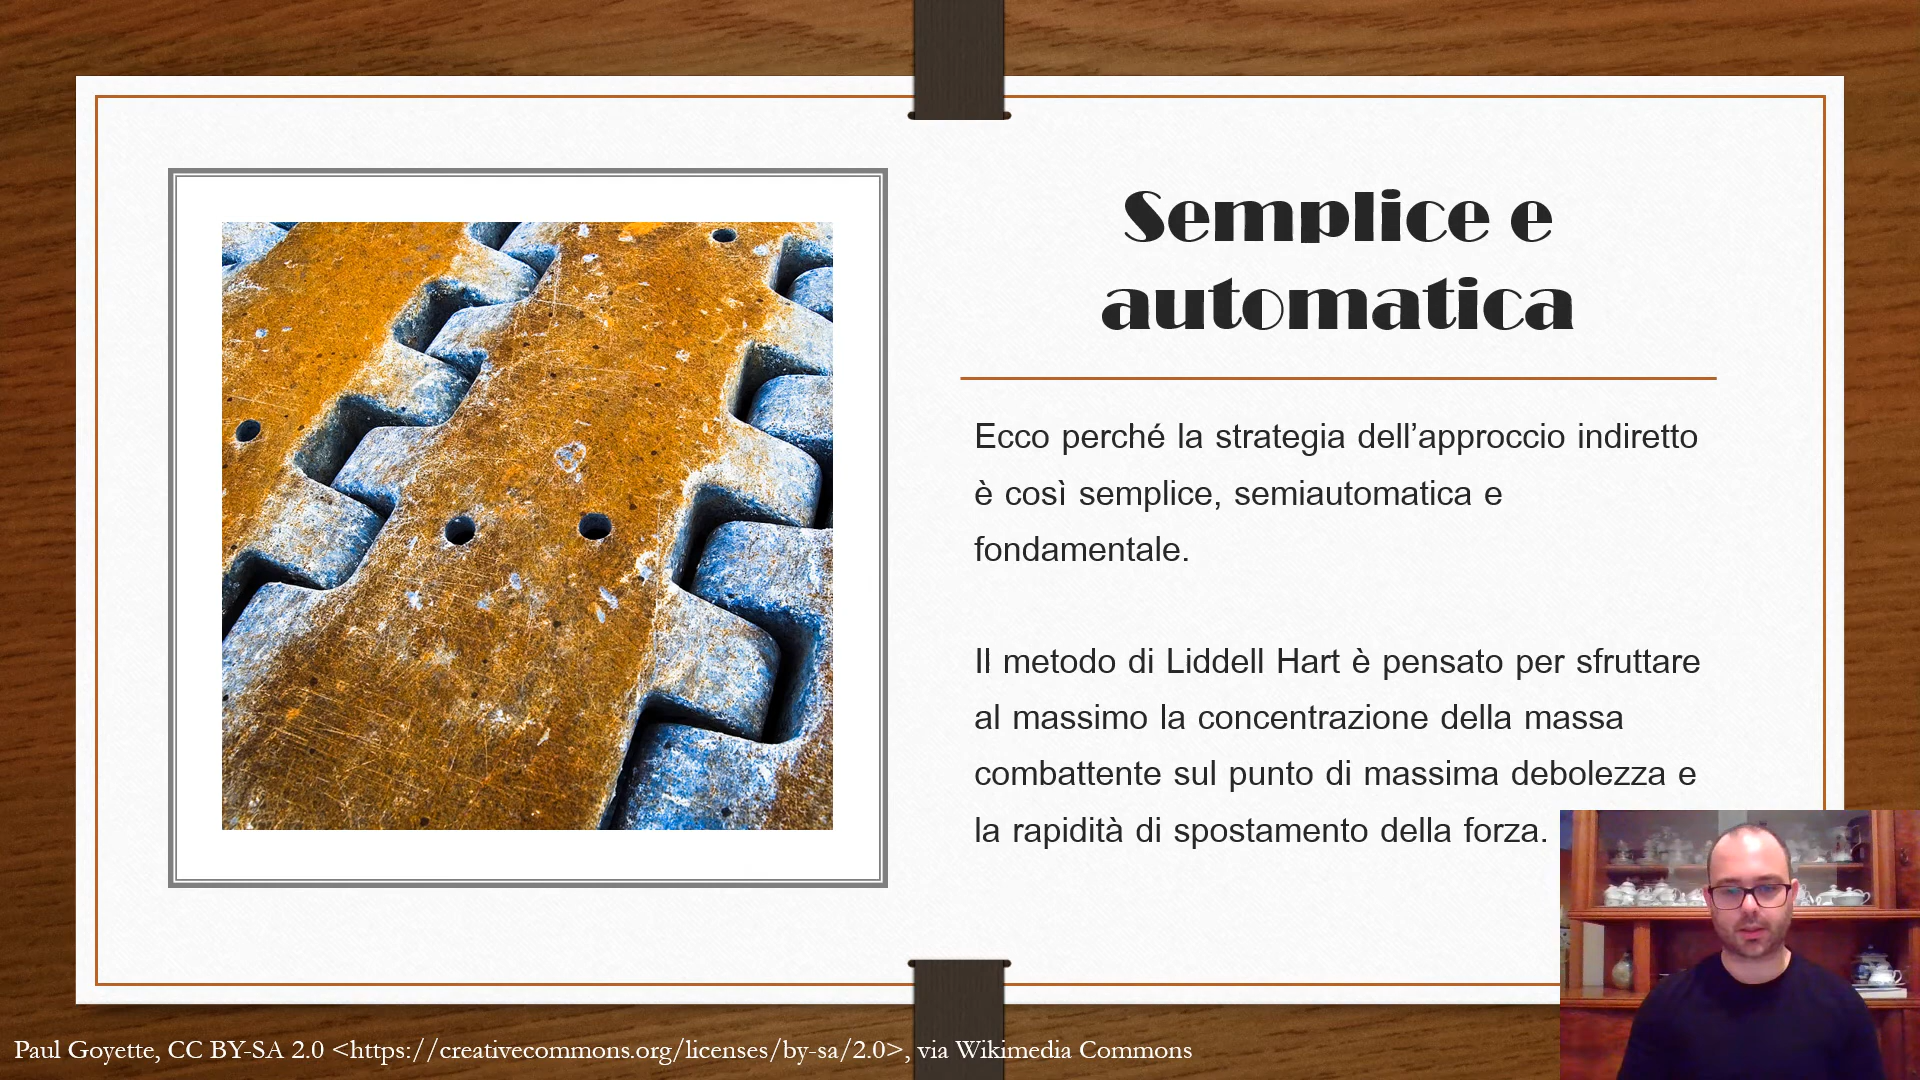 Semplice e
automatica
Ecco perché la strategia dell’approccio indiretto
è così semplice, semiautomatica e
fondamentale.
Il metodo di Liddell Hart è pensato per sfruttare
al massimo la concentrazione della massa
combattente sul punto di massima debolezza e
la rapidità di spostamento della forza.
Paul Goyette, CC BY-SA 2.0 <https://creativecommons.org/licenses/by-sa/2.0>, via Wikimedia Commons